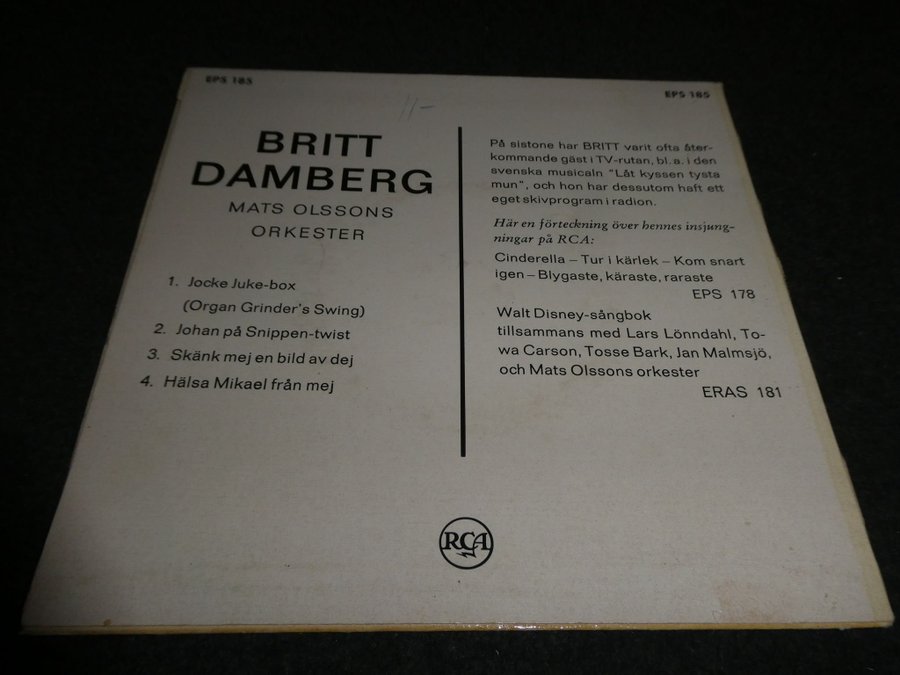 EPS 185
EPS 185
11-
BRITT
DAMBERG
MATS OLSSONS
ORKESTER
1. Jocke Juke-box
(Organ Grinder's Swing)
2. Johan på Snippen-twist
3. Skänk mej en bild av dej
4. Hälsa Mikael från mej
På sistone har BRITT varit ofta åter-
kommande gäst i TV-rutan, bl. a. i den
svenska musicaln "Låt kyssen tysta
mun", och hon har dessutom haft ett
eget skivprogram i radion.
Här en förteckning över hennes insjung-
ningar på RCA:
Cinderella – Tur i kärlek – Kom snart
igen – Blygaste, käraste, raraste
EPS 178
Walt Disney-sångbok
tillsammans med Lars Lönndahl, To-
wa Carson, Tosse Bark, Jan Malmsjö,
och Mats Olssons orkester
ERAS 181
RCA